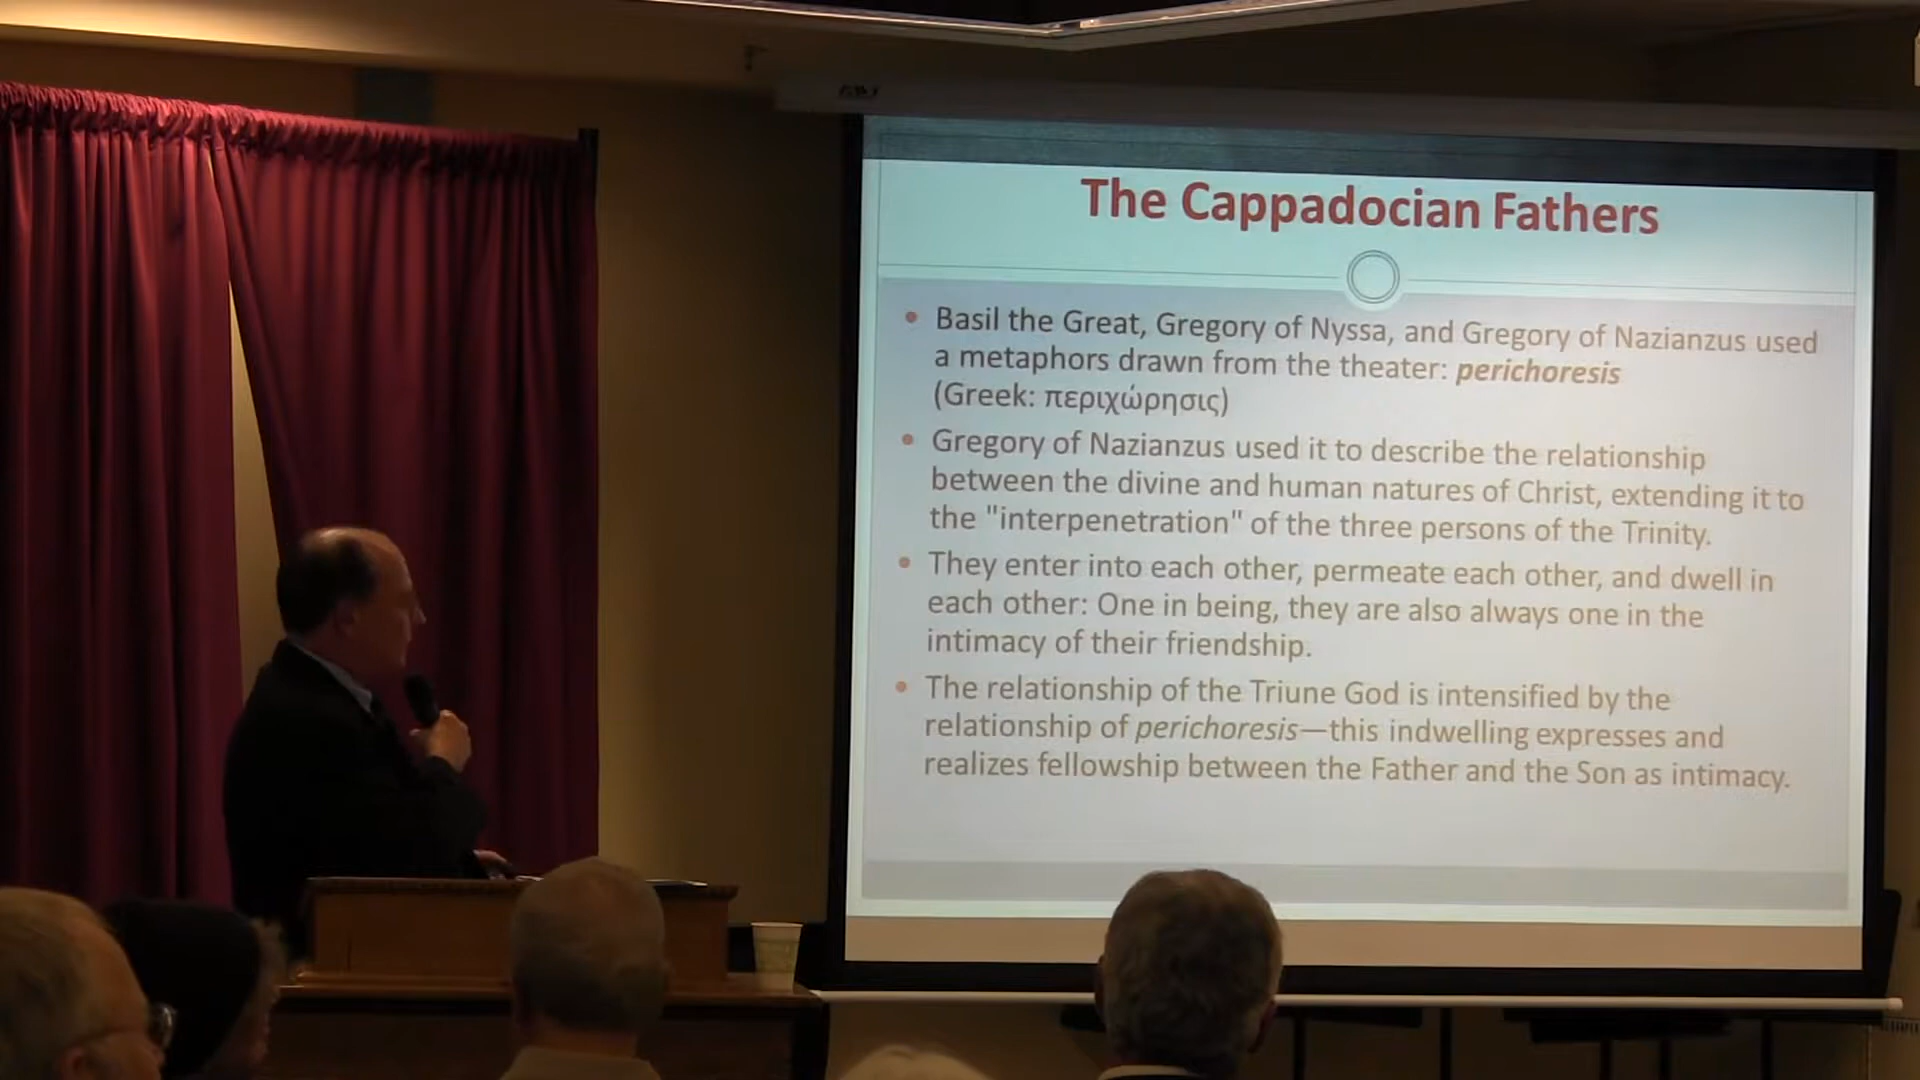 The Cappadocian Fathers
• Basil the Great, Gregory of Nyssa, and Gregory of Nazianzus used
a metaphors drawn from the theater: perichoresis
(Greek: περιχώρησις)
• Gregory of Nazianzus used it to describe the relationship
between the divine and human natures of Christ, extending it to
the "interpenetration" of the three persons of the Trinity.
• They enter into each other, permeate each other, and dwell in
each other: One in being, they are also always one in the
intimacy of their friendship.
• The relationship of the Triune God is intensified by the
relationship of perichoresis—this indwelling expresses and
realizes fellowship between the Father and the Son as intimacy.